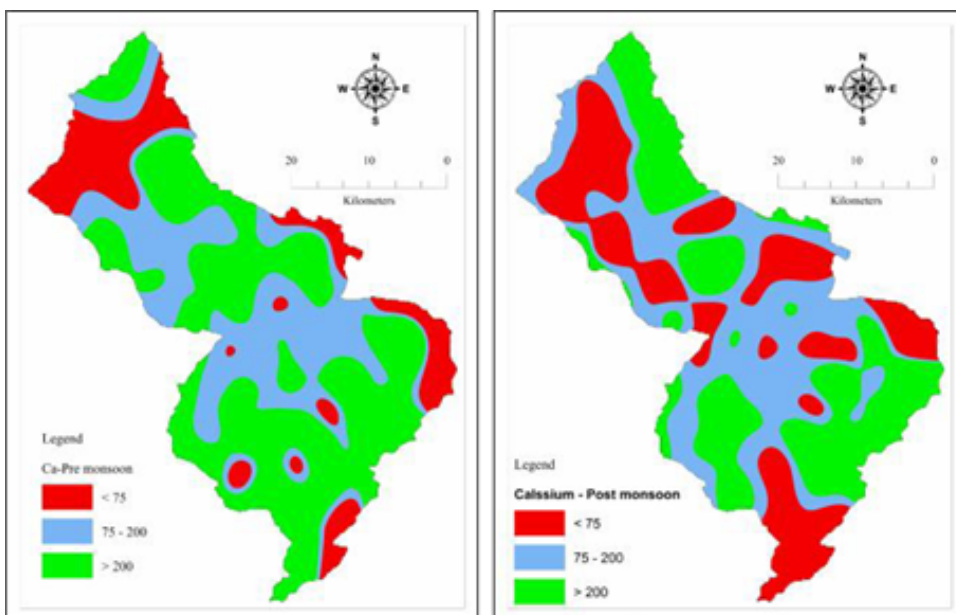 N
W E
S
20 10 0
Kilometers
Legend
Ca-Pre monsoon
< 75
75 - 200
> 200
N
W E
S
20 10 0
Kilometers
Legend
Calssium - Post monsoon
< 75
75 - 200
> 200